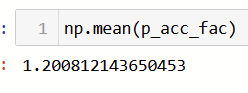 :
1 np.mean(p_acc_fac)
: 1.200812143650453